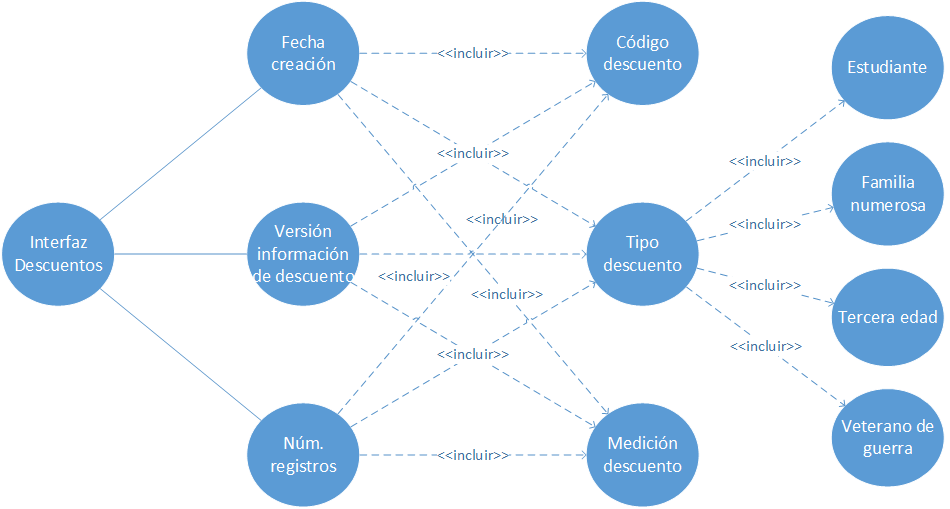 Fecha
creación
<<incluir>>
Código
descuento
Estudiante
<<incluir>>
<<incluir>>
Familia
numerosa
<<incluir>>
<<incluir>>
Interfaz
Descuentos
Versión
información
de descuento
<<incluir>>
<<incluir>>
Tipo
descuento
<<incluir>>
Tercera edad
<<incluir>>
<<incluir>>
Núm.
registros
<<incluir>>
Medición
descuento
Veterano de
guerra